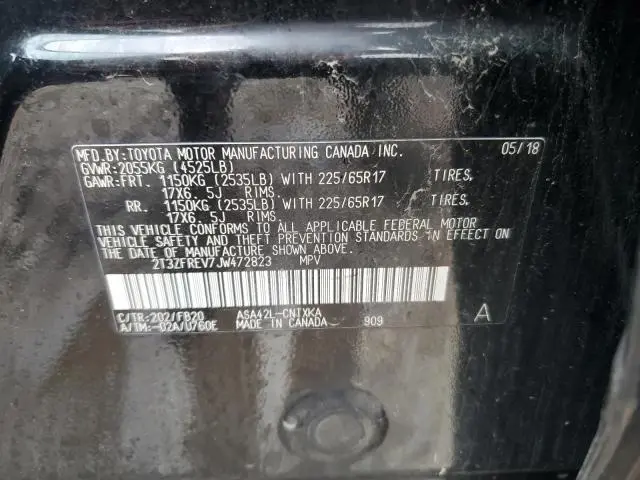 MFD.BY:TOYOTA MOTOR MANUFACTURING CANADA INC. 05/18
GVWR:2055KG (4525LB)
GAWR:FRT. 1150KG (2535LB) WITH 225/65R17 TIRES,
17X6.5J RIMS.
RR. 1150KG (2535LB) WITH 225/65R17 TIRES,
17X6.5J RIMS.
THIS VEHICLE CONFORMS TO ALL APPLICABLE FEDERAL MOTOR
VEHICLE SAFETY AND THEFT PREVENTION STANDARDS IN EFFECT ON
THE DATE OF MANUFACTURE SHOWN ABOVE.
2T3ZFREV7JW472823 MPV
C/TR:202/FB20 ASA42L-CNTXKA A
A/TM:-02A/U760E MADE IN CANADA 909